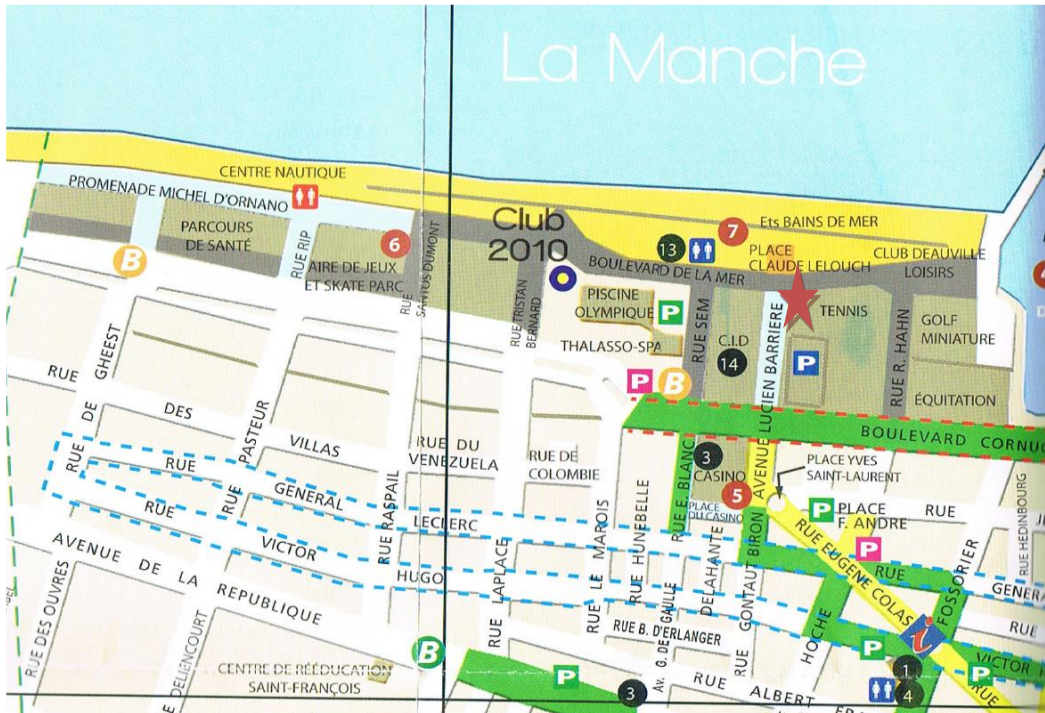 La Manche
CENTRE NAUTIQUE
PROMENADE MICHEL D'ORNANO
PARCOURS
DE SANTÉ
RUE RIP
6
AIRE DE JEUX
ET SKATE PARC
RUE
SANTOS DUMONT
B
Club
2010
RUE TRISTAN
BERNARD
13
7
Ets BAINS DE MER
PLACE
CLAUDE LELOUCH
CLUB DEAUVILLE
LOISIRS
BOULEVARD DE LA MER
PISCINE
OLYMPIQUE
P
THALASSO-SPA
RUE SEM
C.I.D
14
AVENUE LUCIEN BARRIERE
TENNIS
P
RUE R. HAHN
GOLF
MINIATURE
ÉQUITATION
P
B
BOULEVARD CORNUC
RUE DE GHEEST
RUE DES VILLAS
RUE PASTEUR
RUE RASPAIL
RUE DU
VENEZUELA
RUE DE
COLOMBIE
RUE GENERAL LECLERC
RUE VICTOR HUGO
AVENUE DE LA REPUBLIQUE
RUE LAPLACE
RUE LE MAROIS
RUE HUNEBELLE
RUE E. BLANC
3
CASINO
5
PLACE
DU CASINO
PLACE YVES
SAINT-LAURENT
P
PLACE
F. ANDRE
P
RUE
RUE HEDINBOURG
RUE EUGENE COLAS
RUE
GENERA
FOSSORIER
RUE
VICTOR H
Av. G. DE GAULLE
DELAHANTE
RUE GONTAUT BIRON
HOCHE
RUE B. D'ERLANGER
RUE ALBERT FR
RUE DES OUVRES
DELIENCOURT
CENTRE DE RÉÉDUCATION
SAINT-FRANÇOIS
B
P
3
P
i
1
4
P
RUE